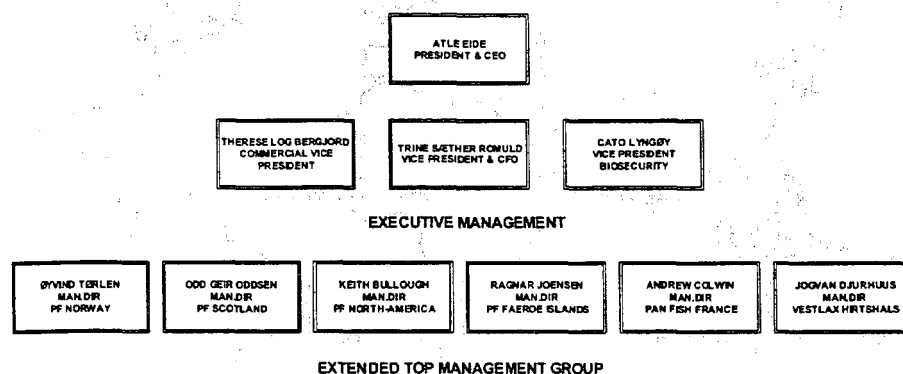 ATLE EIDE
PRESIDENT & CEO
THERESE LOG BERGJORD
COMMERCIAL VICE
PRESIDENT
TRINE SÆTHER ROMULD
VICE PRESIDENT & CFO
CATO LYNGØY
VICE PRESIDENT
BIOSECURITY
EXECUTIVE MANAGEMENT
ØYVIND TØRLEN
MAN.DIR
PF NORWAY
ODD GEIR ODDSEN
MAN.DIR
PF SCOTLAND
KEITH BULLOUGH
MAN.DIR
PF NORTH-AMERICA
RAGNAR JOENSEN
MAN.DIR
PF FAEROE ISLANDS
ANDREW COLWIN
MAN.DIR
PAN FISH FRANCE
JOGVAN DJURHUUS
MAN.DIR
VESTLAX HIRTSHALS
EXTENDED TOP MANAGEMENT GROUP